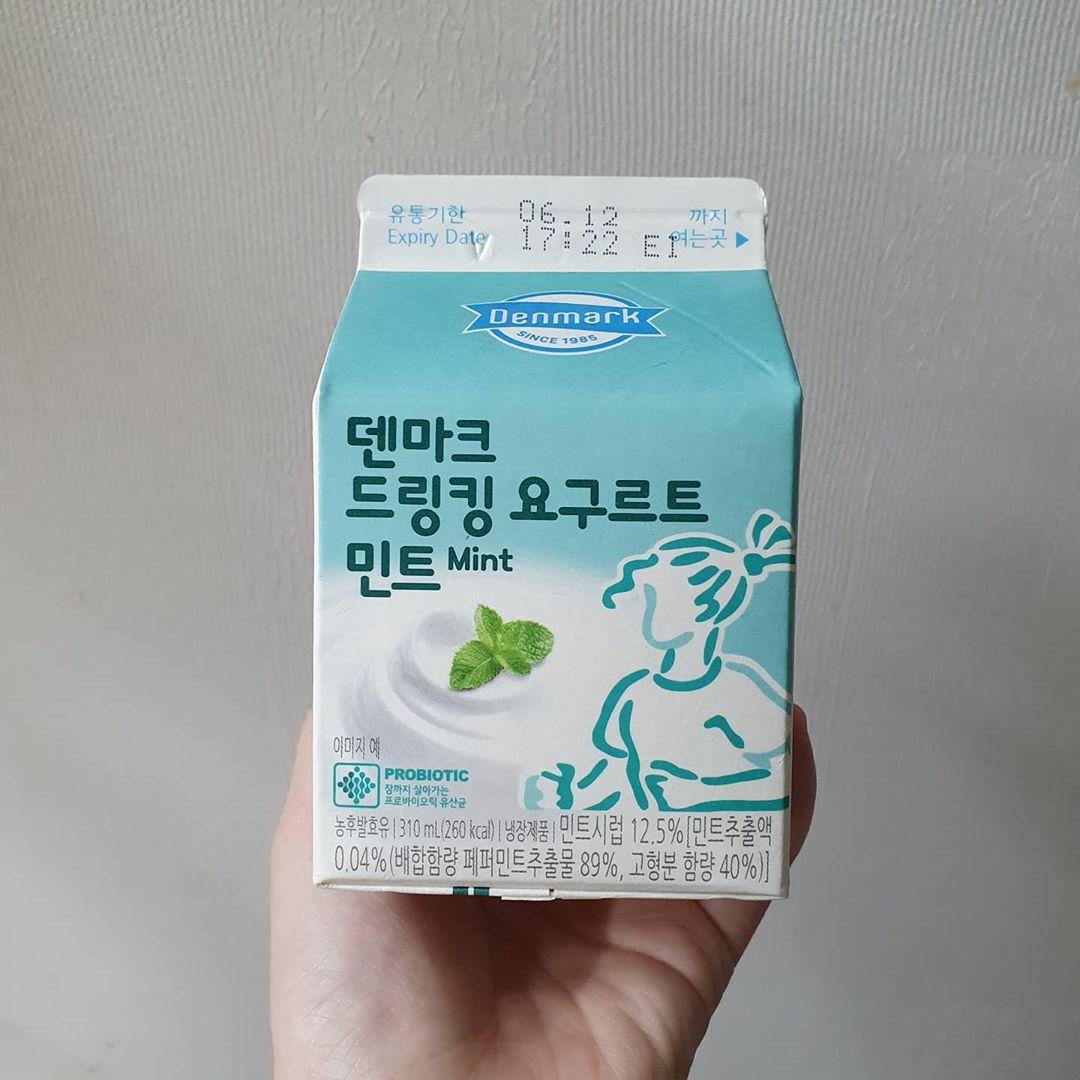 유통기한 06.12 까지
Expiry Date 17:22 E1 여는곳 ▶
Denmark
SINCE 1985
덴마크
드링킹 요구르트
민트 Mint
이미지 예
PROBIOTIC
장까지 살아가는
프로바이오틱 유산균
농후발효유 | 310 mL(260 kcal) | 냉장제품 | 민트시럽 12.5%[민트추출액
0.04%(배합함량 페퍼민트추출물 89%, 고형분 함량 40%)]